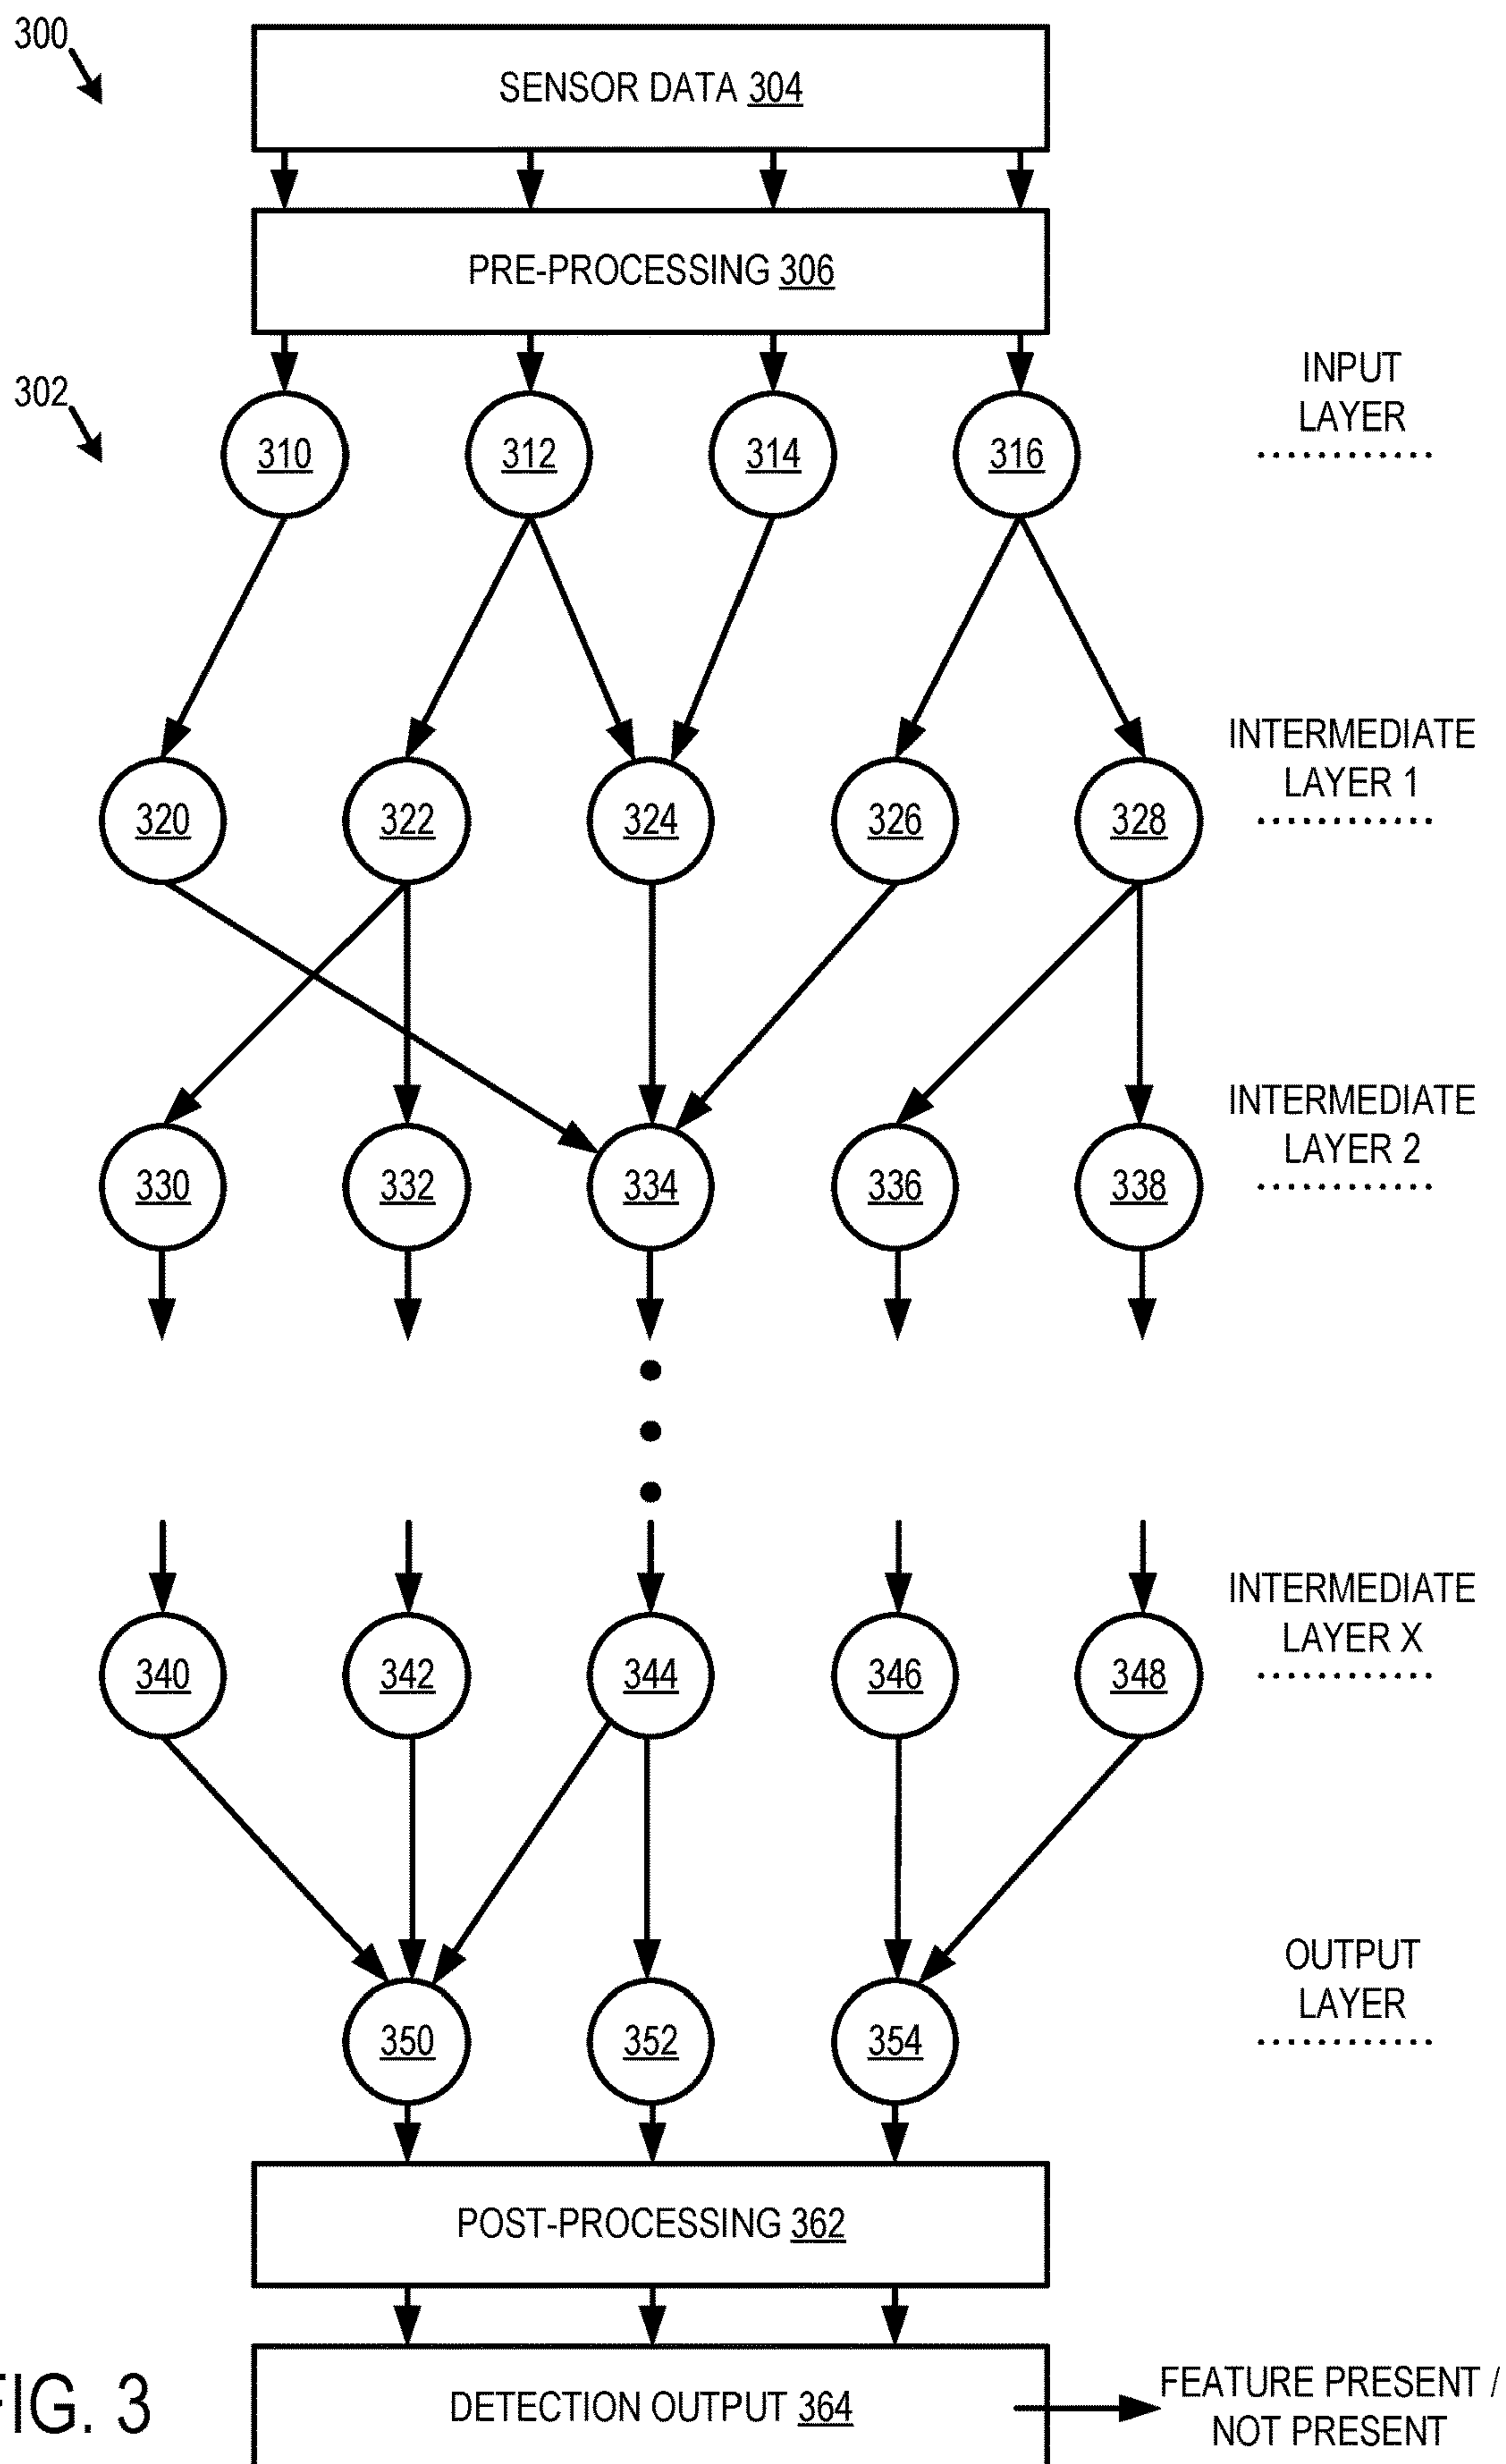 300
SENSOR DATA 304
PRE-PROCESSING 306
302
INPUT
LAYER
310 312 314 316
INTERMEDIATE
LAYER 1
320 322 324 326 328
INTERMEDIATE
LAYER 2
330 332 334 336 338
INTERMEDIATE
LAYER X
340 342 344 346 348
OUTPUT
LAYER
350 352 354
POST-PROCESSING 362
DETECTION OUTPUT 364
FEATURE PRESENT /
NOT PRESENT
FIG. 3